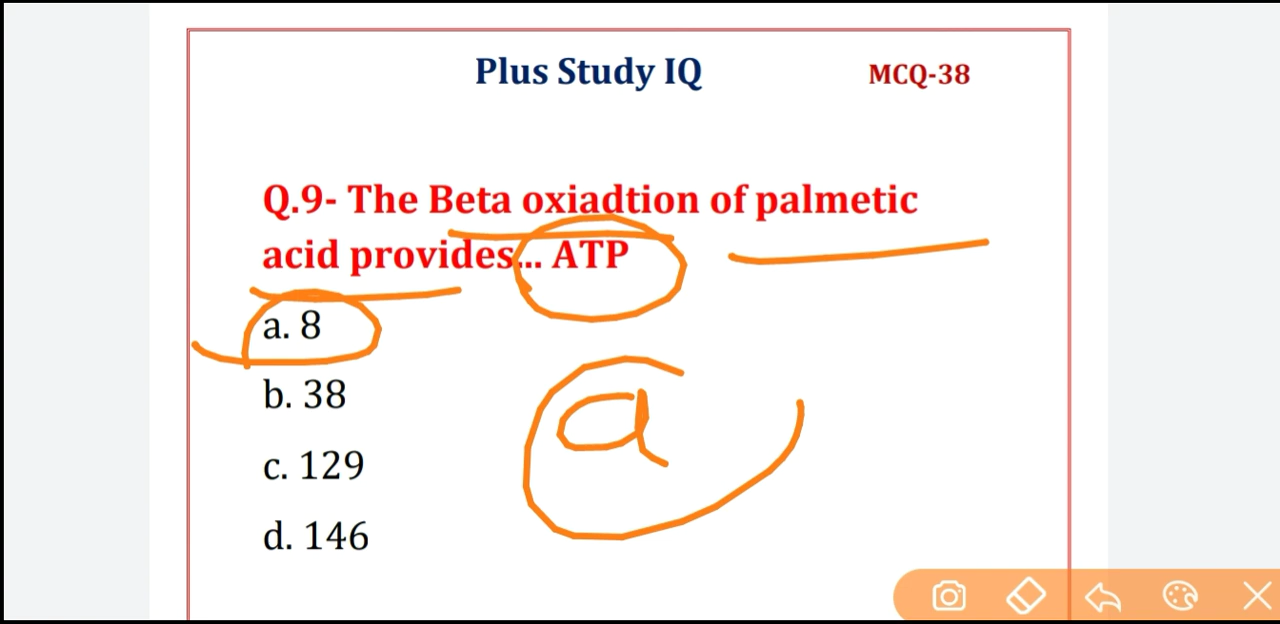 Plus Study IQ MCQ-38
Q.9- The Beta oxiadtion of palmetic
acid provides... ATP
a. 8
b. 38
a
c. 129
d. 146